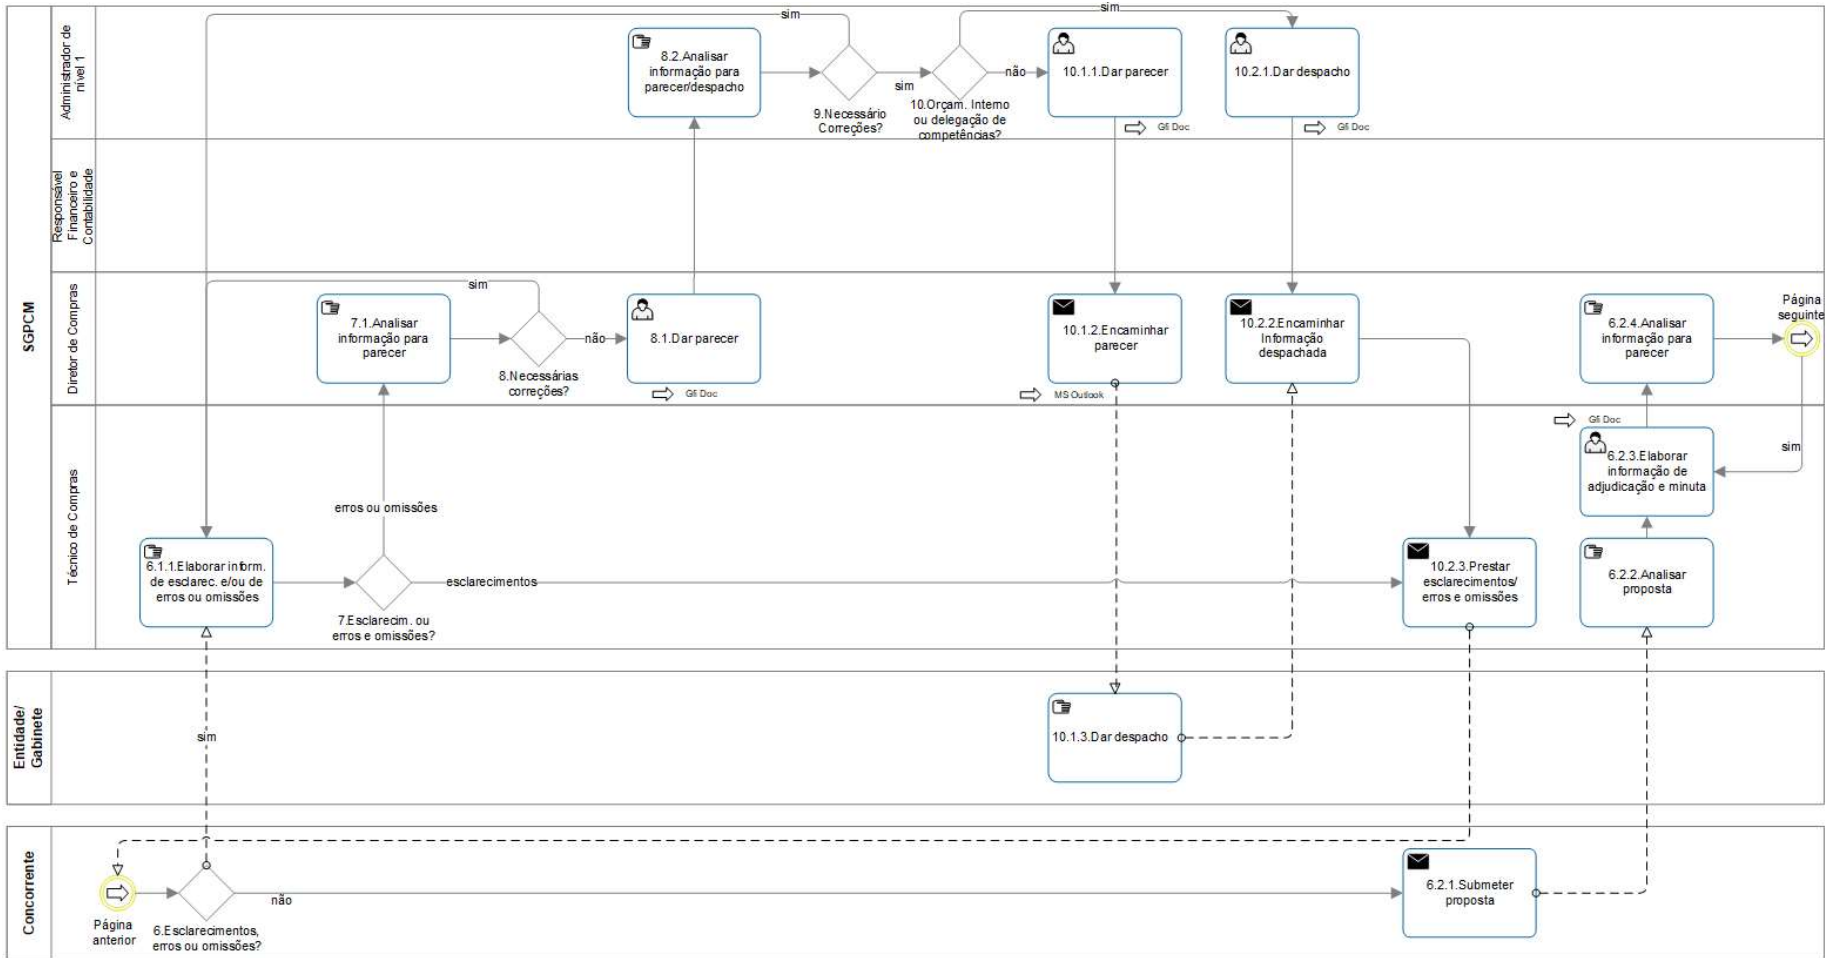 SGPCM
Administrador de
nível 1
sim
8.2.Analisar
informação para
parecer/despacho
9.Necessário
Correções?
sim
10.Orçam. Interno
ou delegação de
competências?
sim
não
10.1.1.Dar parecer
Gfi Doc
10.2.1.Dar despacho
Gfi Doc
Responsável
Financeiro e
Contabilidade
Diretor de Compras
7.1.Analisar
informação para
parecer
sim
8.Necessárias
correções?
não
8.1.Dar parecer
Gfi Doc
10.1.2.Encaminhar
parecer
MS Outlook
10.2.2.Encaminhar
Informação
despachada
6.2.4.Analisar
informação para
parecer
Página
seguinte
Técnico de Compras
Gfi Doc
6.2.3.Elaborar
informação de
adjudicação e minuta
sim
erros ou omissões
6.1.1.Elaborar inform.
de esclarec. e/ou de
erros ou omissões
7.Esclarecim. ou
erros e omissões?
esclarecimentos
10.2.3.Prestar
esclarecimentos/
erros e omissões
6.2.2.Analisar
proposta
Entidade/
Gabinete
sim
10.1.3.Dar despacho
Concorrente
Página
anterior
6.Esclarecimentos,
erros ou omissões?
não
6.2.1.Submeter
proposta